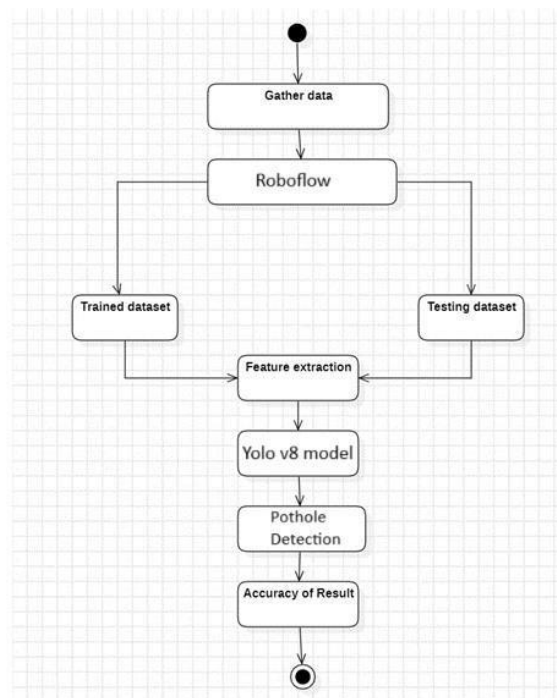 Gather data
Roboflow
Trained dataset
Testing dataset
Feature extraction
Yolo v8 model
Pothole
Detection
Accuracy of Result